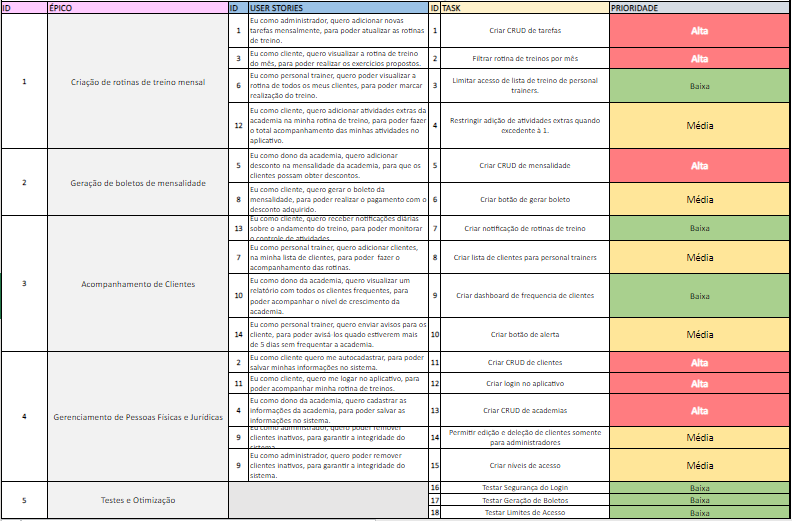 ID ÉPICO ID USER STORIES ID TASK PRIORIDADE
1 Criação de rotinas de treino mensal
1 Eu como administrador, quero adicionar novas
tarefas mensalmente, para poder atualizar as rotinas
de treino.
1 Criar CRUD de tarefas Alta
3 Eu como cliente, quero visualizar a rotina de treino
do mês, para poder realizar os exercícios propostos.
2 Filtrar rotina de treinos por mês Alta
6 Eu como personal trainer, quero poder visualizar a
rotina de todos os meus clientes, para poder marcar
realização do treino.
3 Limitar acesso de lista de treino de personal
trainers.
Baixa
12 Eu como cliente, quero adicionar atividades extras da
academia na minha rotina de treino, para poder fazer
o total acompanhamento das minhas atividades no
aplicativo.
4 Restringir adição de atividades extras quando
excedente à 1.
Média
2 Geração de boletos de mensalidade
5 Eu como dono da academia, quero adicionar
desconto na mensalidade da academia, para que os
clientes possam obter descontos.
5 Criar CRUD de mensalidade Alta
8 Eu como cliente, quero gerar o boleto da
mensalidade, para poder realizar o pagamento com o
desconto adquirido.
6 Criar botão de gerar boleto Média
3 Acompanhamento de Clientes
13 Eu como cliente, quero receber notificações diárias
sobre o andamento do treino, para poder monitorar
o controle de atividades
7 Criar notificação de rotinas de treino Baixa
7 Eu como personal trainer, quero adicionar clientes,
na minha lista de clientes, para poder fazer o
acompanhamento das rotinas.
8 Criar lista de clientes para personal trainers Média
10 Eu como dono da academia, quero visualizar um
relatório com todos os clientes frequentes, para
poder acompanhar o nível de crescimento da
academia.
9 Criar dashboard de frequencia de clientes Baixa
14 Eu como personal trainer, quero enviar avisos para os
cliente, para poder avisá los quado estiverem mais
de 5 dias sem frequentar a academia.
10 Criar botão de alerta Média
4 Gerenciamento de Pessoas Físicas e Jurídicas
2 Eu como cliente quero me autocadastrar, para poder
salvar minhas informações no sistema.
11 Criar CRUD de clientes Alta
11 Eu como cliente, quero me logar no aplicativo, para
poder acompanhar minha rotina de treinos.
12 Criar login no aplicativo Alta
4 Eu como dono da academia, quero cadastrar as
informações da academia, para poder salvar as
informações no sistema.
13 Criar CRUD de academias Alta
9 Eu como administrador, quero poder remover
clientes inativos, para garantir a integridade do
sistema.
14 Permitir edição e deleção de clientes somente
para administradores
Média
9 Eu como administrador, quero poder remover
clientes inativos, para garantir a integridade do
sistema.
15 Criar níveis de acesso Média
5 Testes e Otimização
16 Testar Segurança do Login Baixa
17 Testar Geração de Boletos Baixa
18 Testar Limites de Acesso Baixa